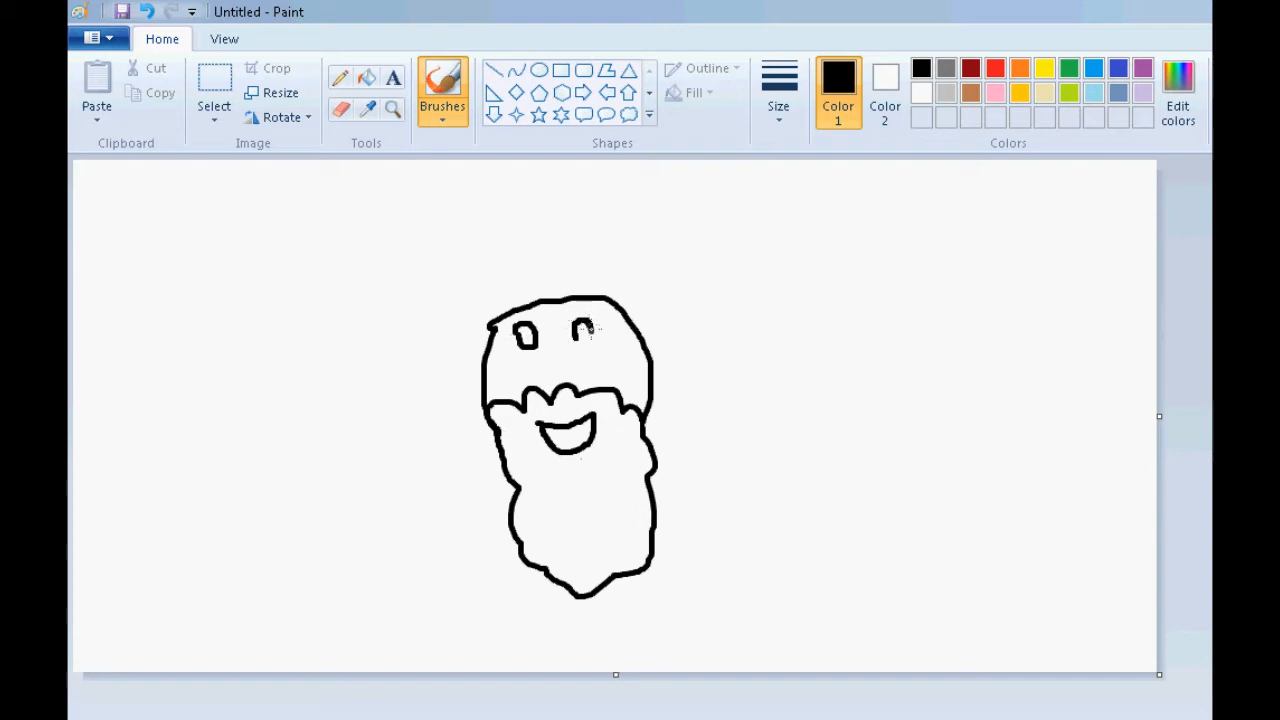 Untitled - Paint
Home View
Paste
Cut
Copy
Clipboard
Select
Crop
Resize
Rotate
Image
A
Tools
Brushes
Outline
Fill
Shapes
Size
Color 1
Color 2
Edit colors
Colors